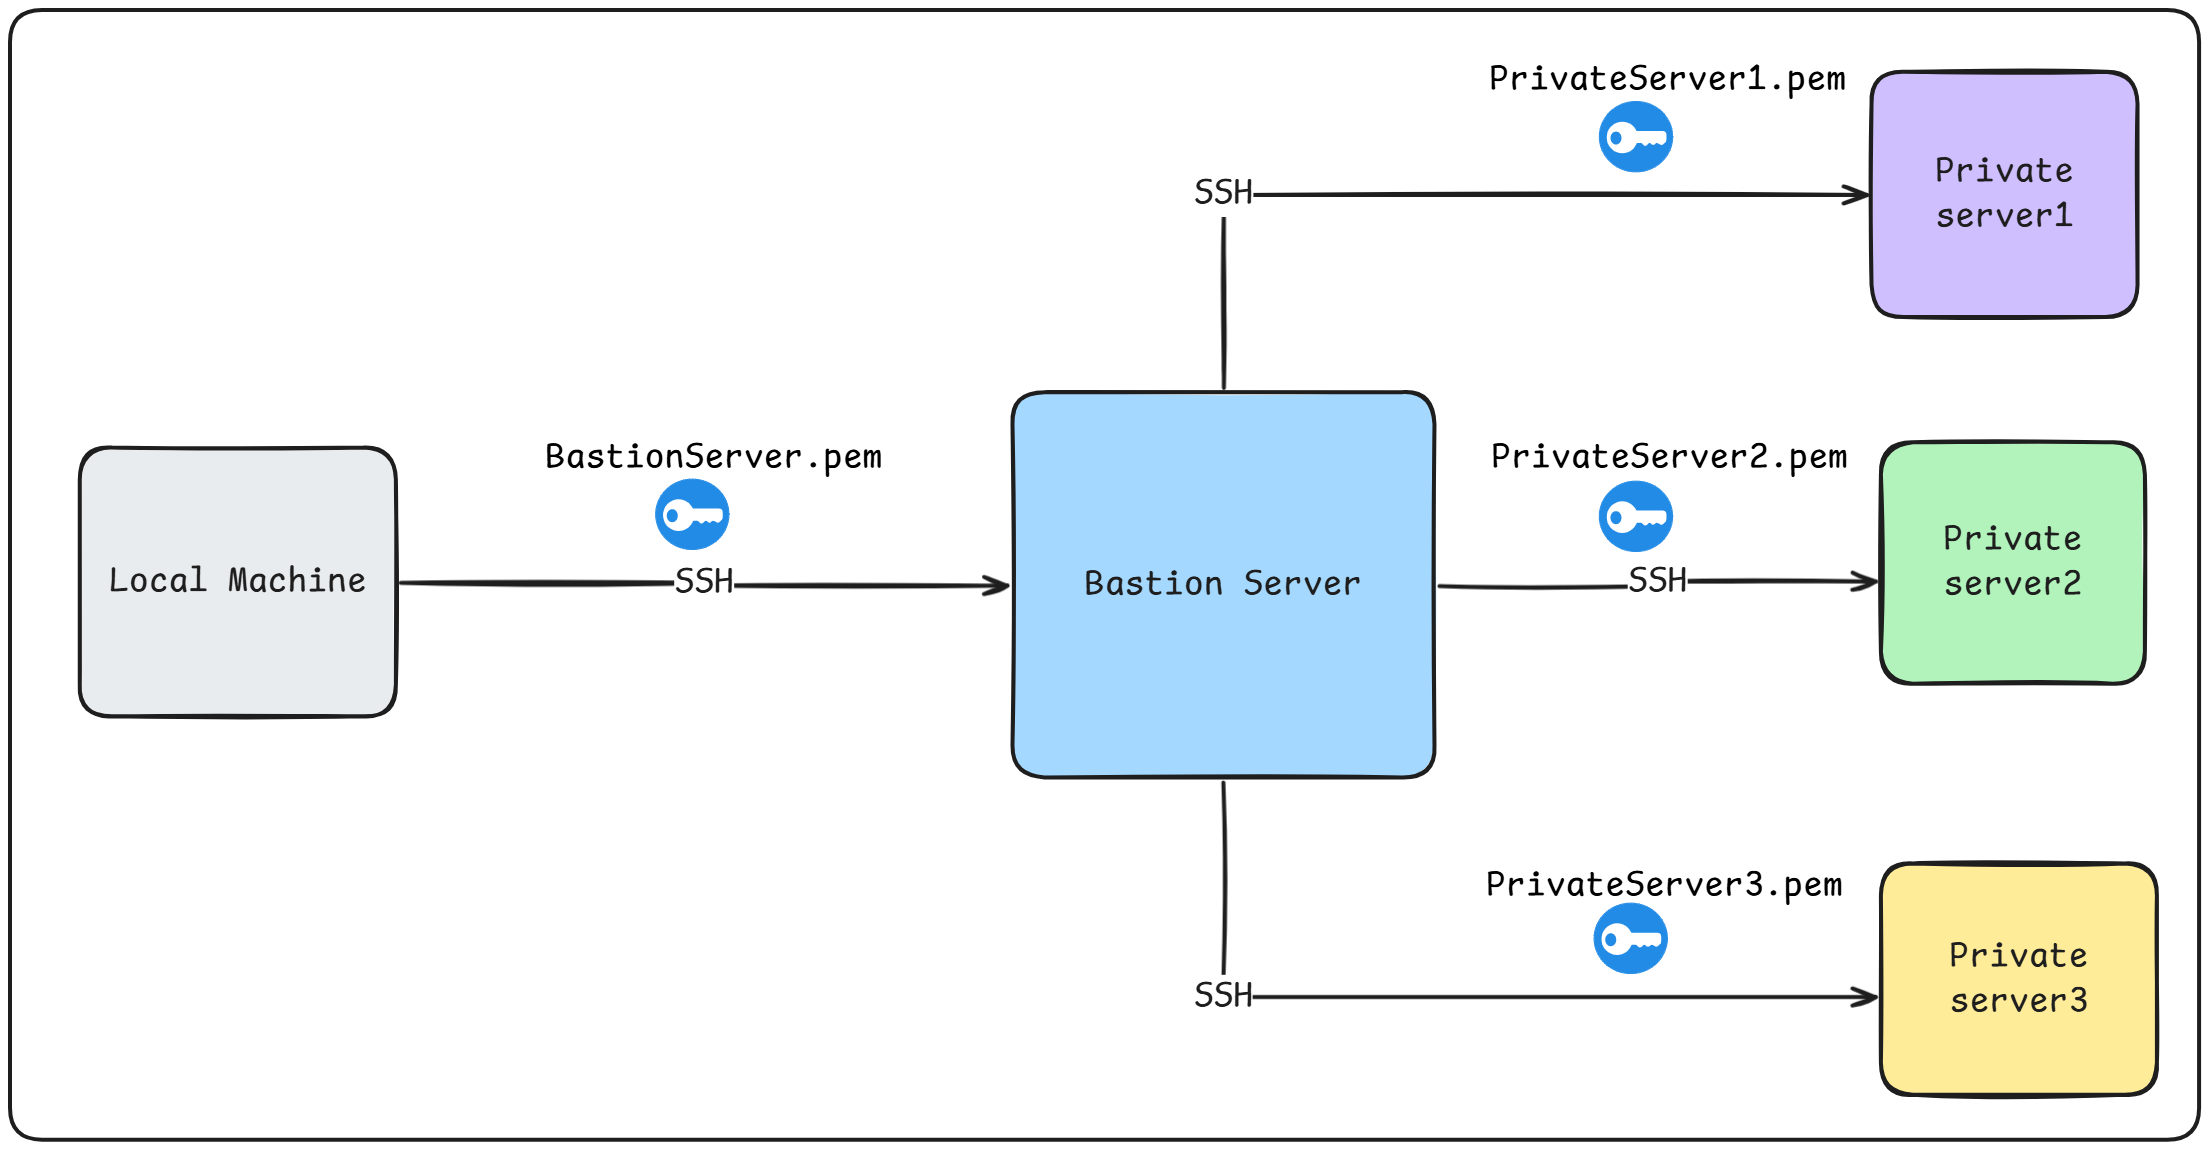 PrivateServer1.pem
Private
server1
SSH
BastionServer.pem
PrivateServer2.pem
Local Machine
SSH
Bastion Server
SSH
Private
server2
PrivateServer3.pem
SSH
Private
server3